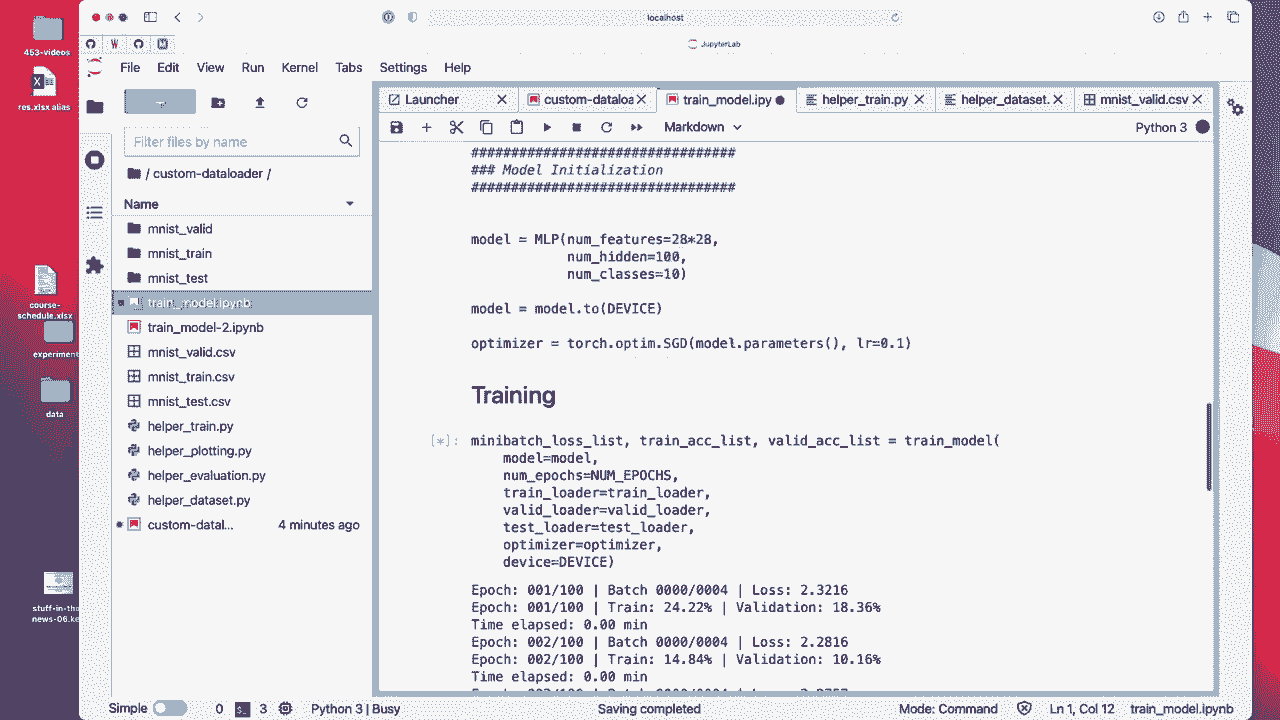 localhost
JupyterLab
453-videos
res.xlsx alias
course-
schedule.xlsx
experiment
data
stuff-in-the
news-06.ke
File Edit View Run Kernel Tabs Settings Help
Filter files by name
/ custom-dataloader /
Name
mnist_valid
mnist_train
mnist_test
train_model.ipynb
train_model-2.ipynb
mnist_valid.csv
mnist_train.csv
mnist_test.csv
helper_train.py
helper_plotting.py
helper_evaluation.py
helper_dataset.py
custom-datal... 4 minutes ago
Launcher custom-dataloa train_model.ipy helper_train.py helper_dataset. mnist_valid.csv
Markdown Python 3
#################################
### Model Initialization
#################################
model = MLP(num_features=28*28,
num_hidden=100,
num_classes=10)
model = model.to(DEVICE)
optimizer = torch.optim.SGD(model.parameters(), lr=0.1)
Training
[*]: minibatch_loss_list, train_acc_list, valid_acc_list = train_model(
model=model,
num_epochs=NUM_EPOCHS,
train_loader=train_loader,
valid_loader=valid_loader,
test_loader=test_loader,
optimizer=optimizer,
device=DEVICE)
Epoch: 001/100 | Batch 0000/0004 | Loss: 2.3216
Epoch: 001/100 | Train: 24.22% | Validation: 18.36%
Time elapsed: 0.00 min
Epoch: 002/100 | Batch 0000/0004 | Loss: 2.2816
Epoch: 002/100 | Train: 14.84% | Validation: 10.16%
Time elapsed: 0.00 min
Simple 0 3 Python 3 | Busy Saving completed Mode: Command Ln 1, Col 12 train_model.ipynb